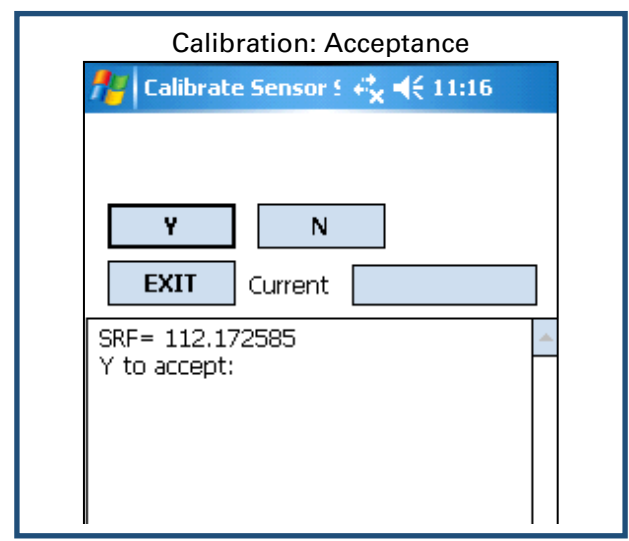 Calibration: Acceptance
Calibrate Sensor S 11:16
Y N
EXIT Current
SRF= 112.172585
Y to accept: